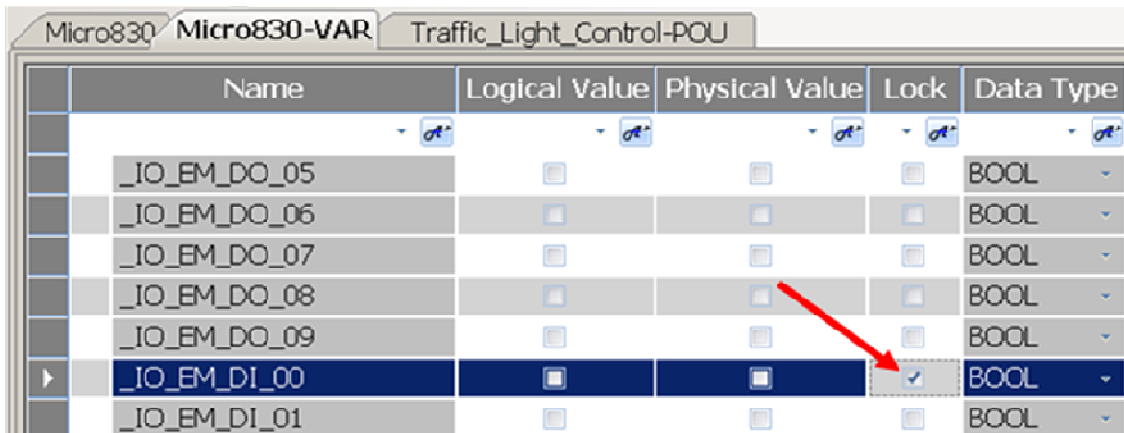 Micro830 Micro830-VAR Traffic_Light_Control-POU
Name Logical Value Physical Value Lock Data Type
_IO_EM_DO_05 BOOL
_IO_EM_DO_06 BOOL
_IO_EM_DO_07 BOOL
_IO_EM_DO_08 BOOL
_IO_EM_DO_09 BOOL
_IO_EM_DI_00 BOOL
_IO_EM_DI_01 BOOL